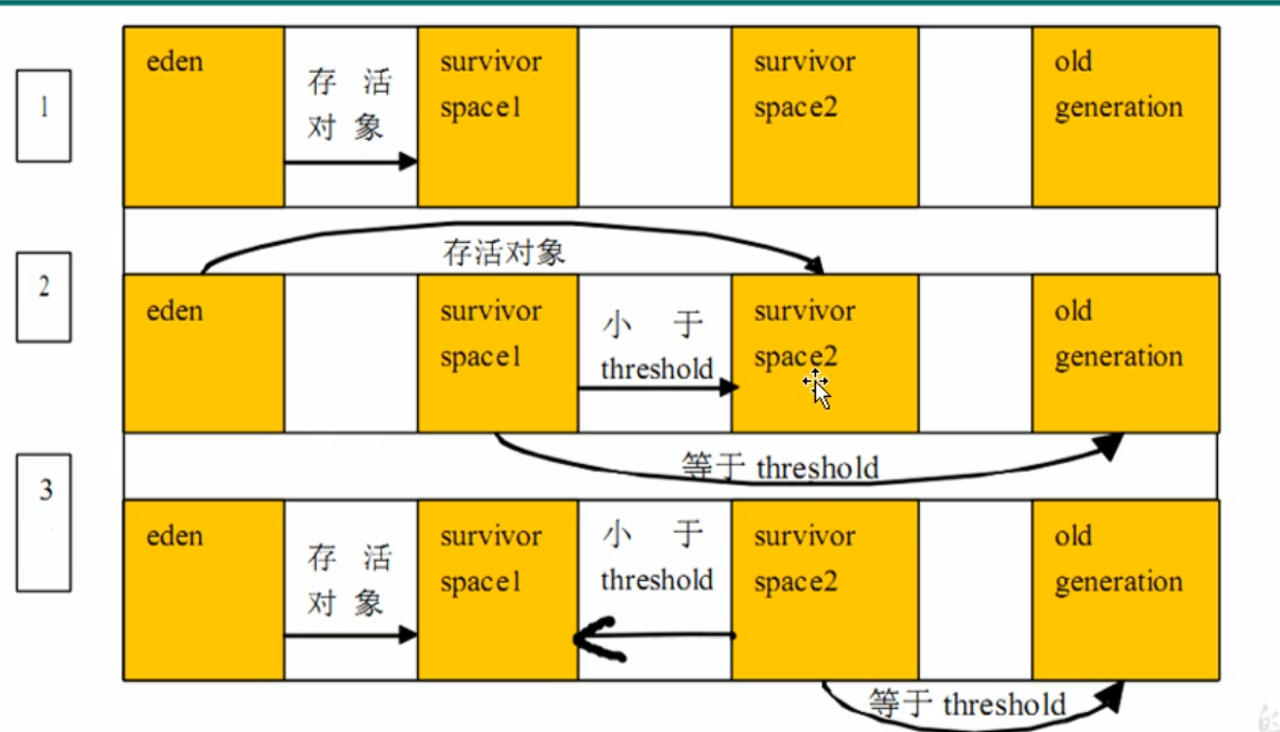 1
eden
存 活
对 象
survivor
space1
survivor
space2
old
generation
存活对象
2
eden
survivor
space1
小 于
threshold
survivor
space2
old
generation
等于 threshold
3
eden
存 活
对 象
survivor
space1
小 于
threshold
survivor
space2
old
generation
等于 threshold